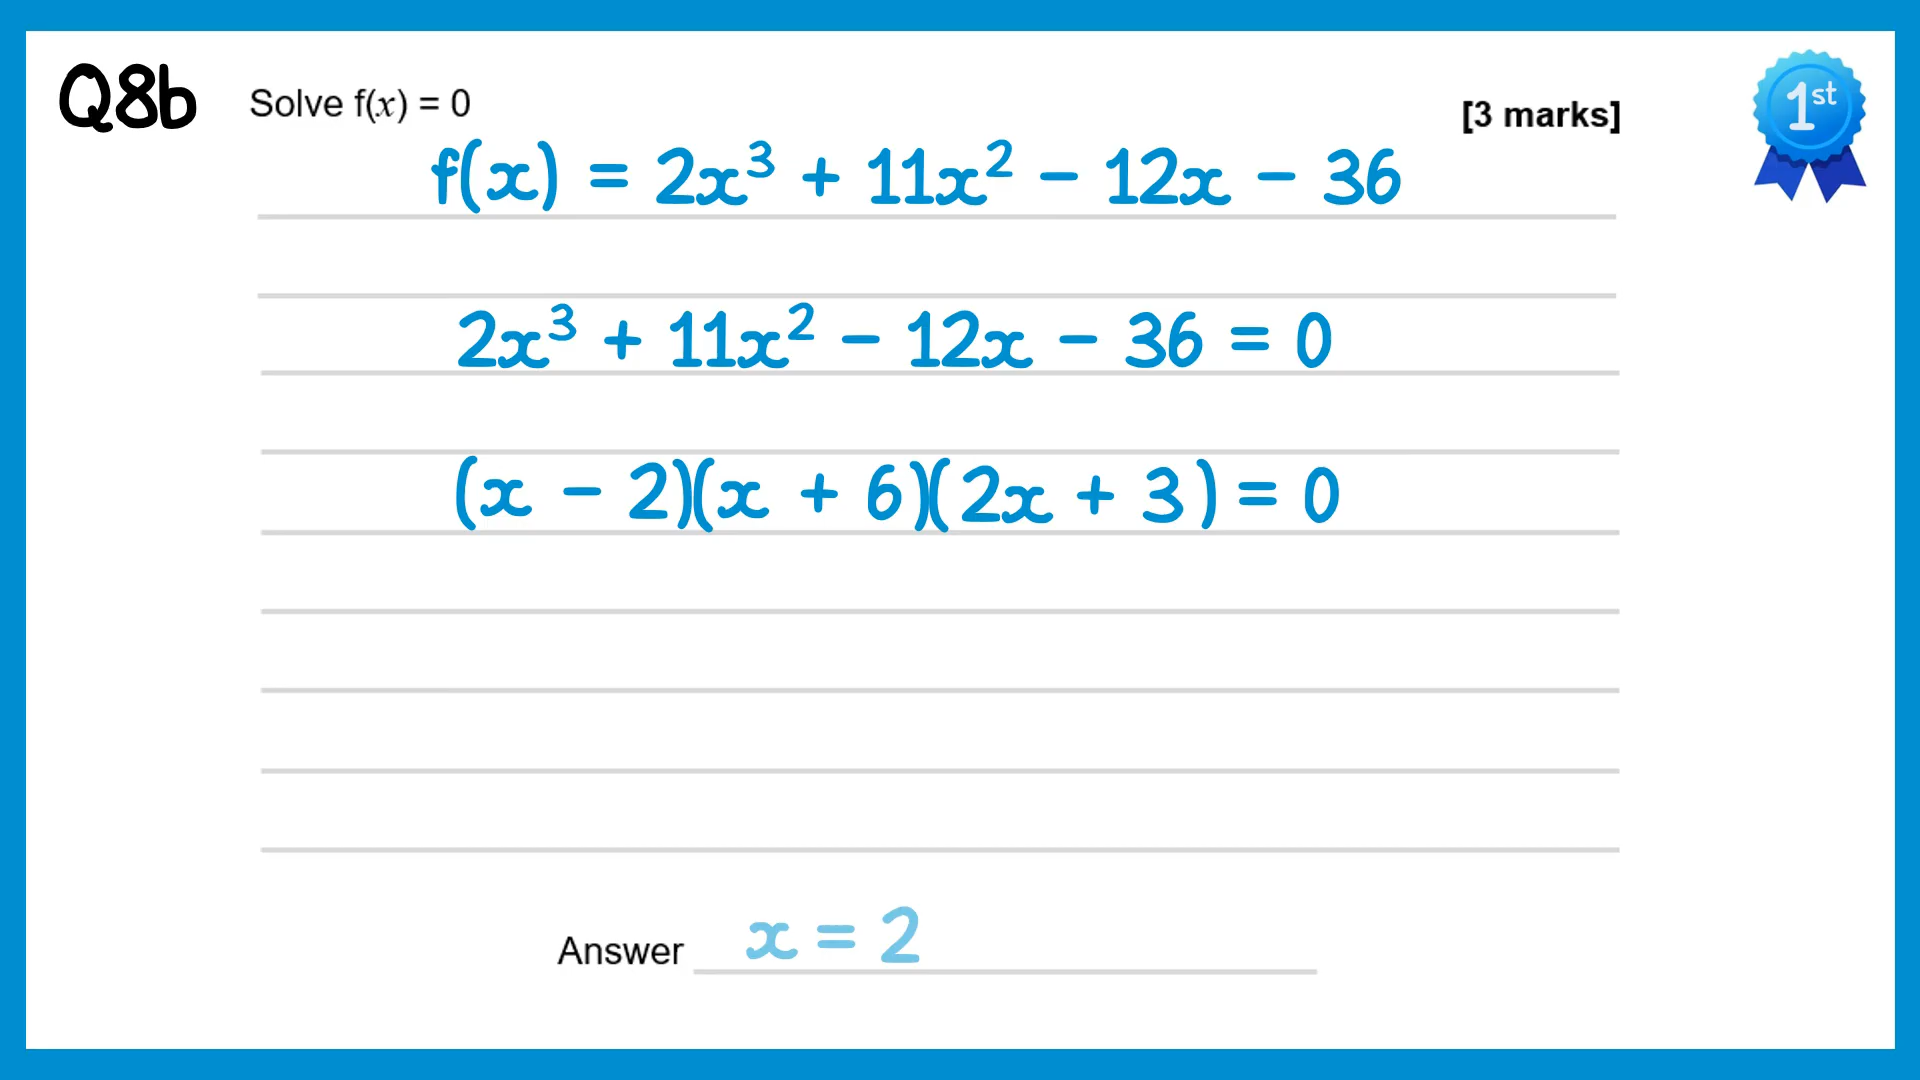 Q8b
Solve f(x) = 0
[3 marks]
1st
f(x) = 2x³ + 11x² − 12x − 36
2x³ + 11x² − 12x − 36 = 0
(x − 2)(x + 6)(2x + 3) = 0
Answer x = 2